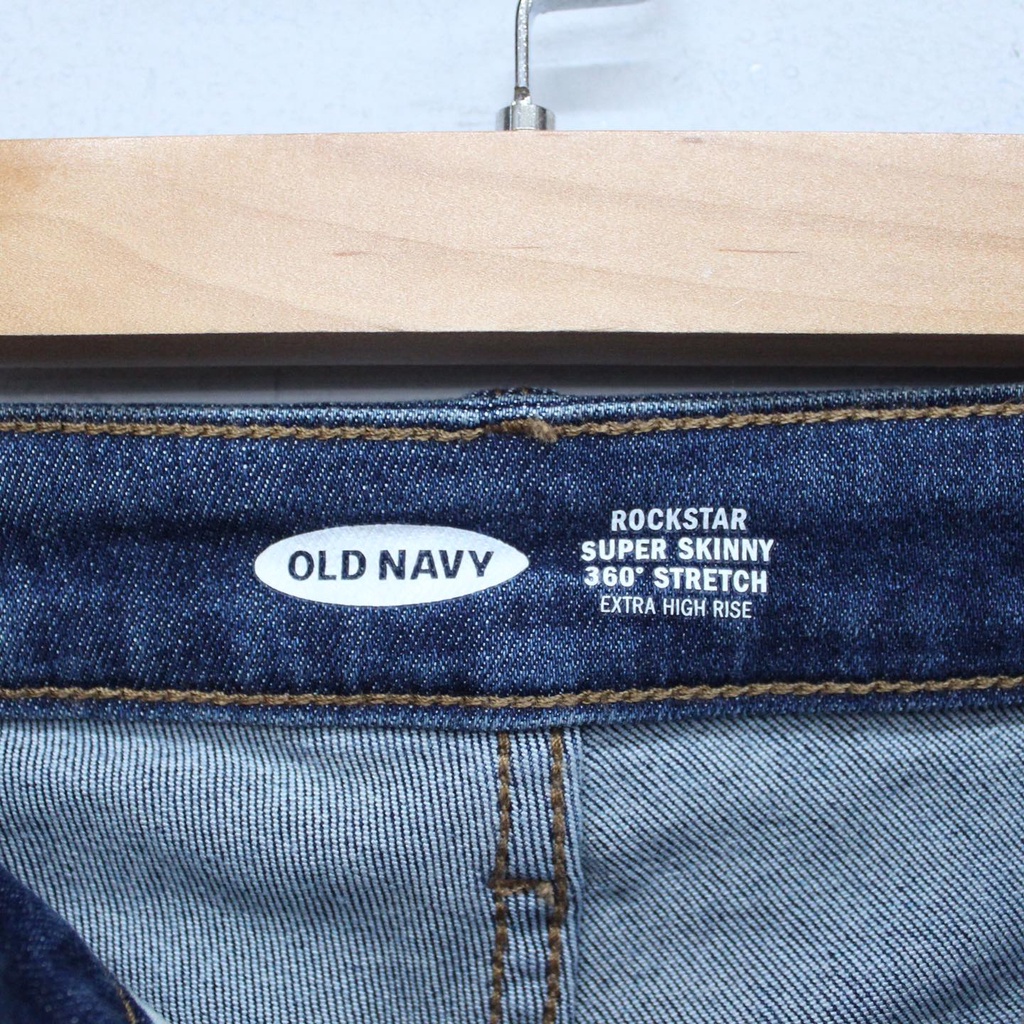 OLD NAVY
ROCKSTAR
SUPER SKINNY
360° STRETCH
EXTRA HIGH RISE